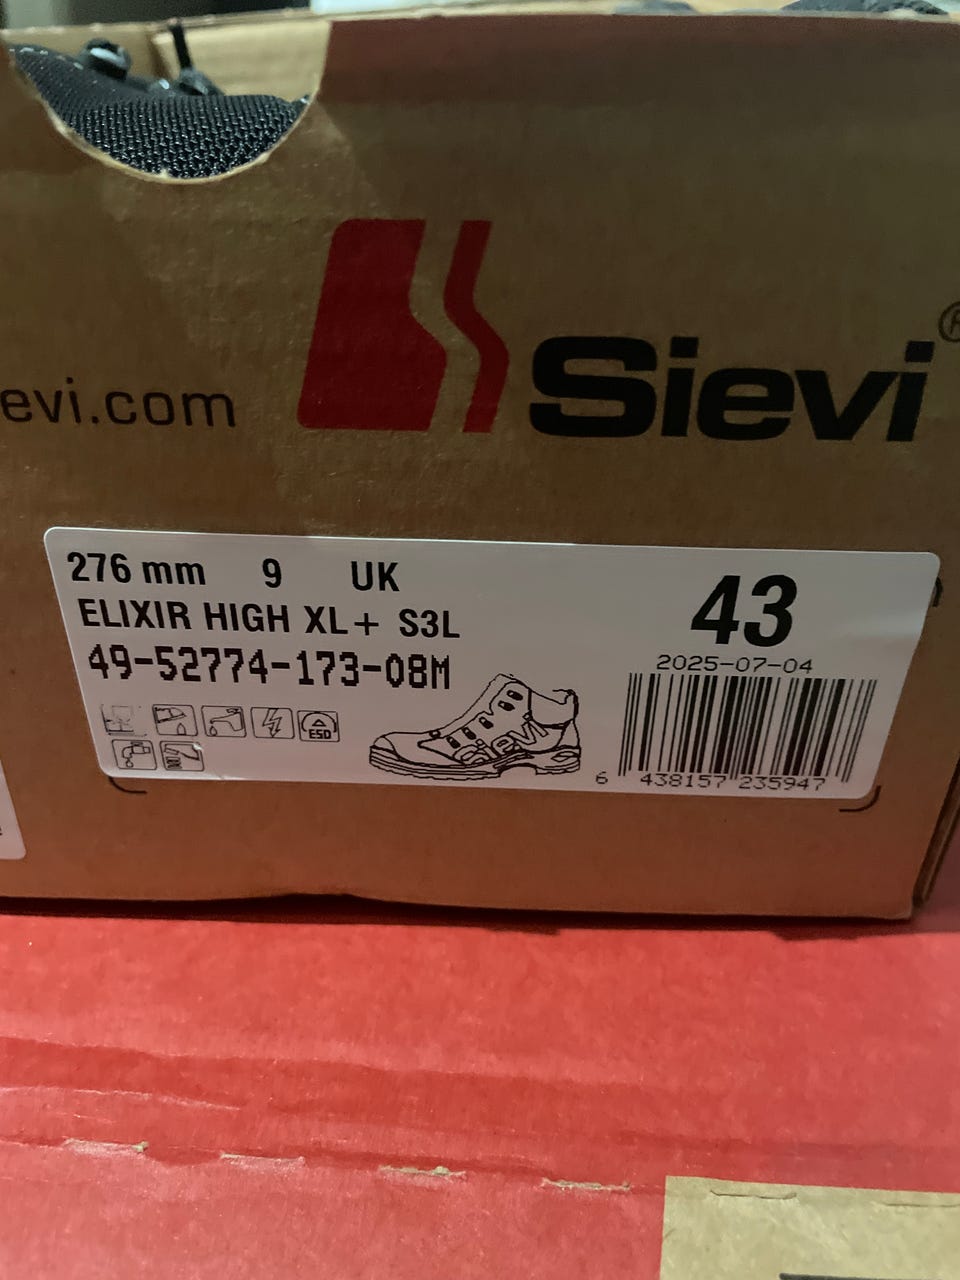 evi.com
Sievi®
276 mm 9 UK
ELIXIR HIGH XL+ S3L
49-52774-173-08M
43
2025-07-04
ESD
sievi
6 438157 235947